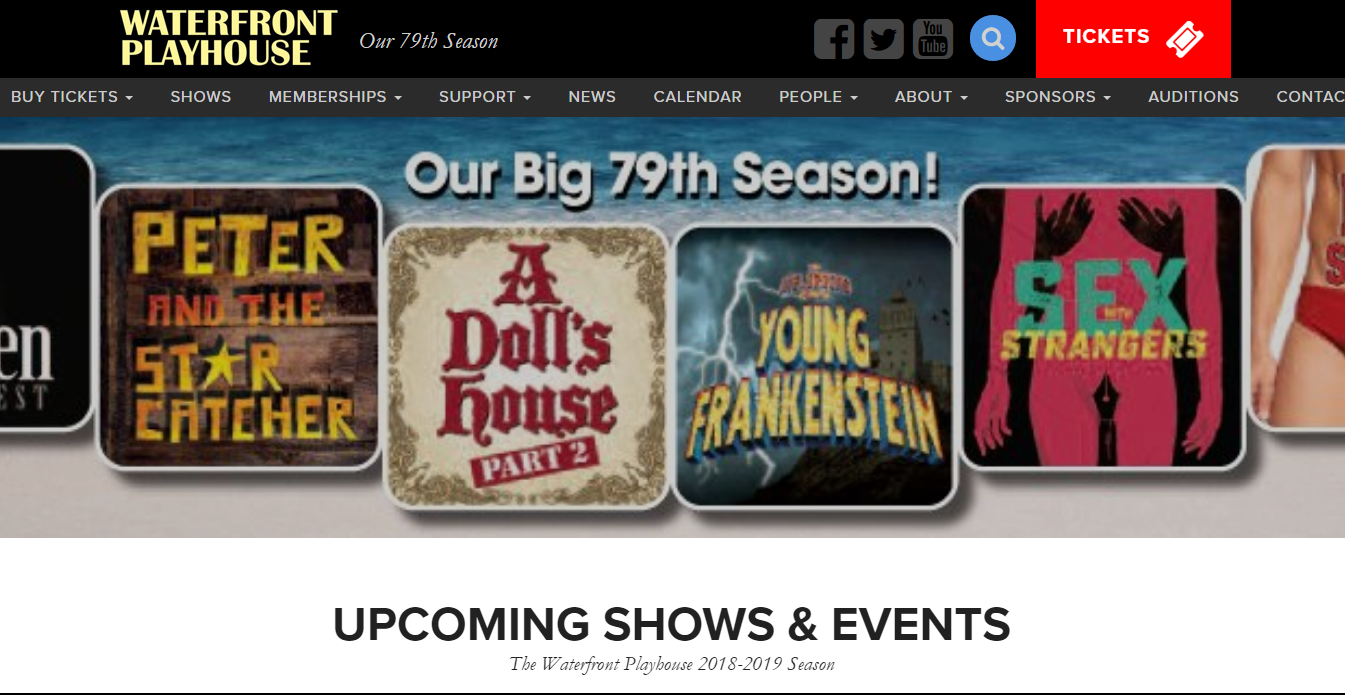 WATERFRONT
PLAYHOUSE
Our 79th Season
You
Tube
TICKETS
BUY TICKETS
SHOWS
MEMBERSHIPS
SUPPORT
NEWS
CALENDAR
PEOPLE
ABOUT
SPONSORS
AUDITIONS
CONTAC
Our Big 79th Season!
en
EST
PETER
AND THE
STAR
CATCHER
A
Doll's
house
PART 2
YOUNG
FRANKENSTEIN
SEX
WITH
STRANGERS
S
UPCOMING SHOWS & EVENTS
The Waterfront Playhouse 2018-2019 Season